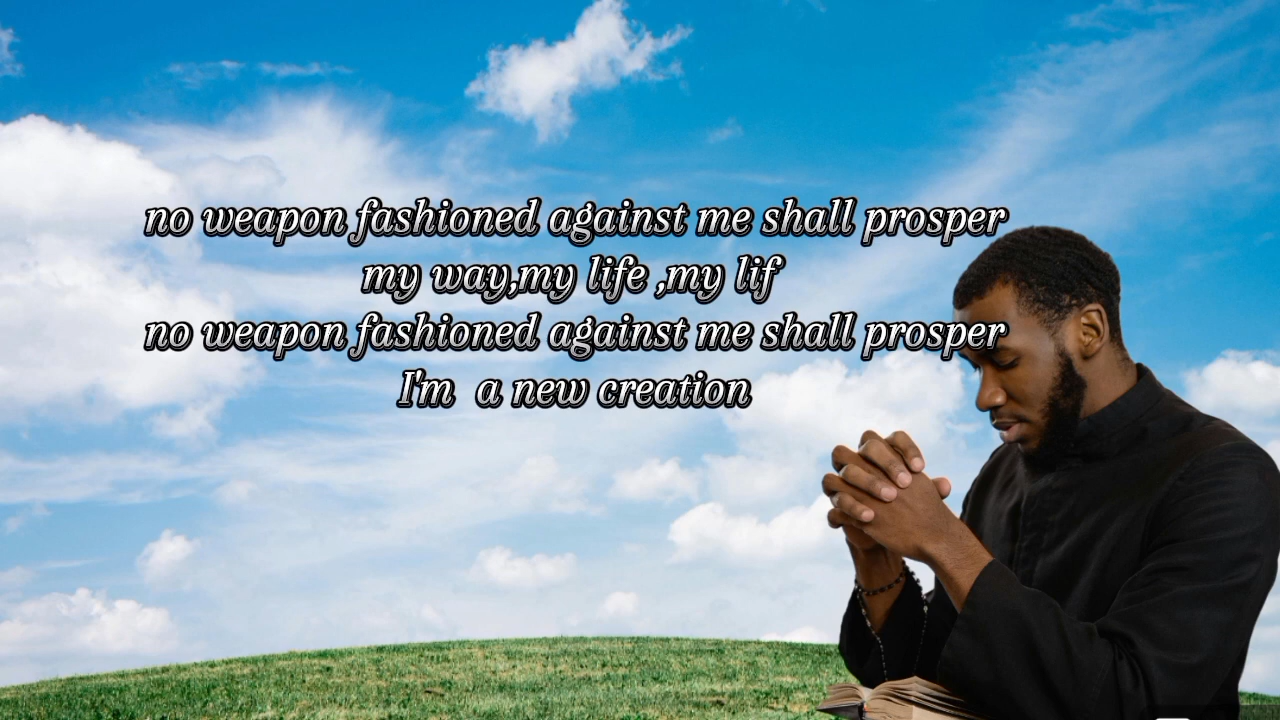 no weapon fashioned against me shall prosper
my way,my life ,my lif
no weapon fashioned against me shall prosper
I'm  a new creation